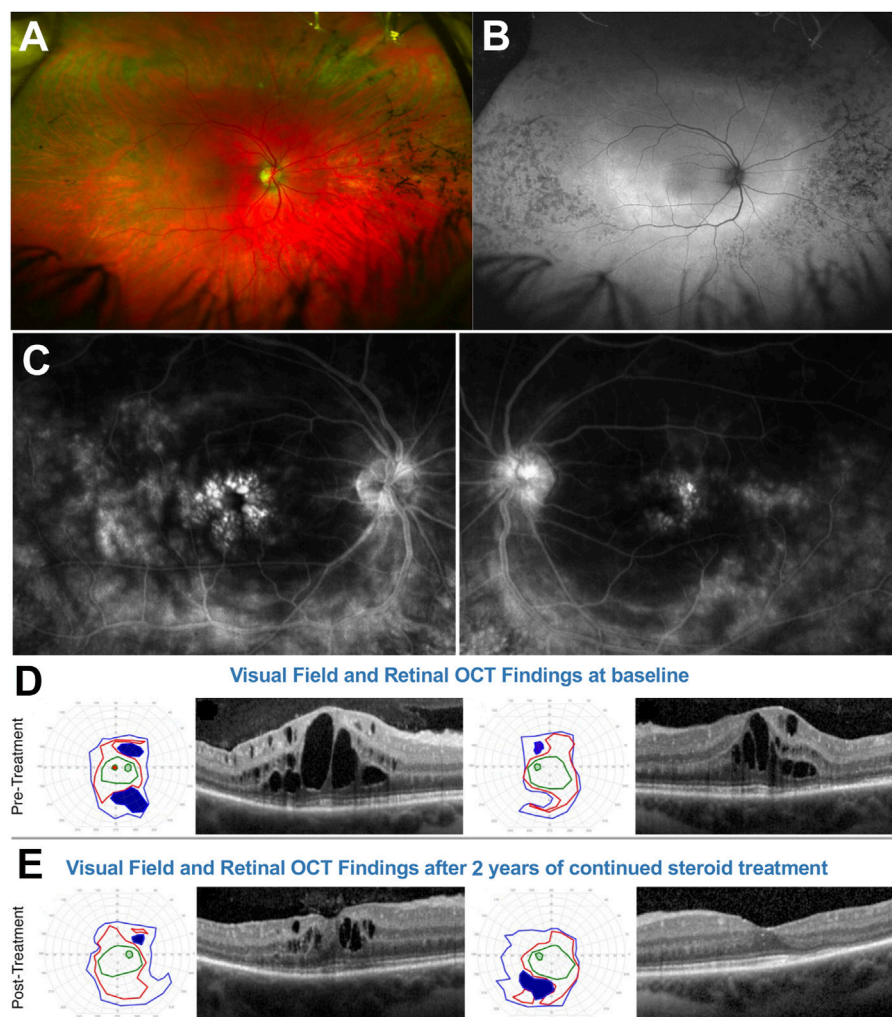 A
B
C
D
Visual Field and Retinal OCT Findings at baseline
Pre-Treatment
E
Visual Field and Retinal OCT Findings after 2 years of continued steroid treatment
Post-Treatment